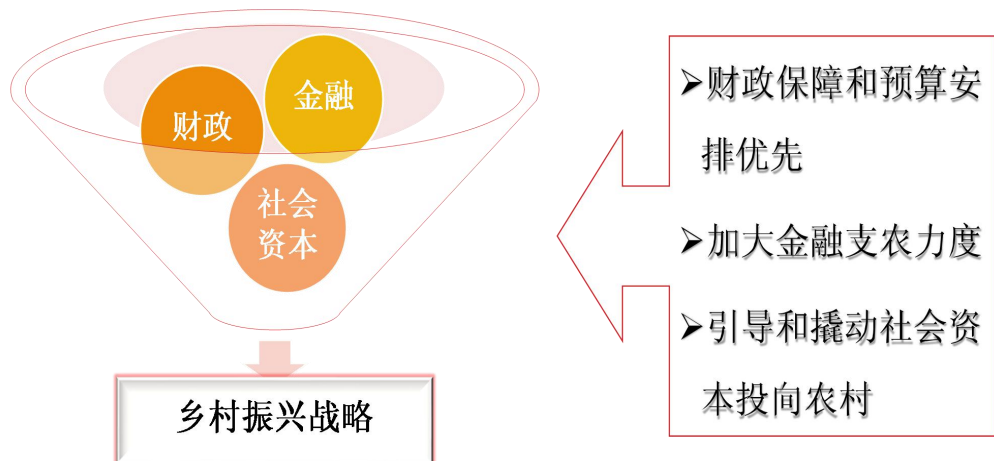 财政
金融
社会
资本
乡村振兴战略
➢财政保障和预算安
排优先
➢加大金融支农力度
➢引导和撬动社会资
本投向农村